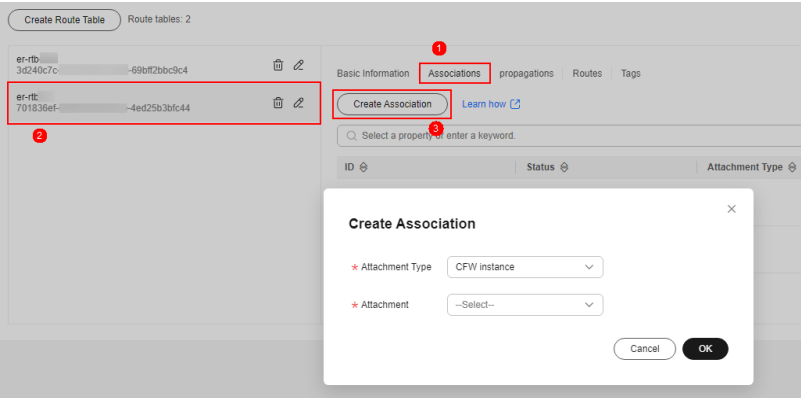 Create Route Table Route tables: 2
er-rtb-
3d240c7c- -69bff2bbc9c4
er-rtb
701836ef- -4ed25b3bfc44
2
1
Basic Information Associations propagations Routes Tags
Create Association Learn how
3
Select a property or enter a keyword.
ID Status Attachment Type
Create Association
* Attachment Type CFW instance
* Attachment --Select--
Cancel OK